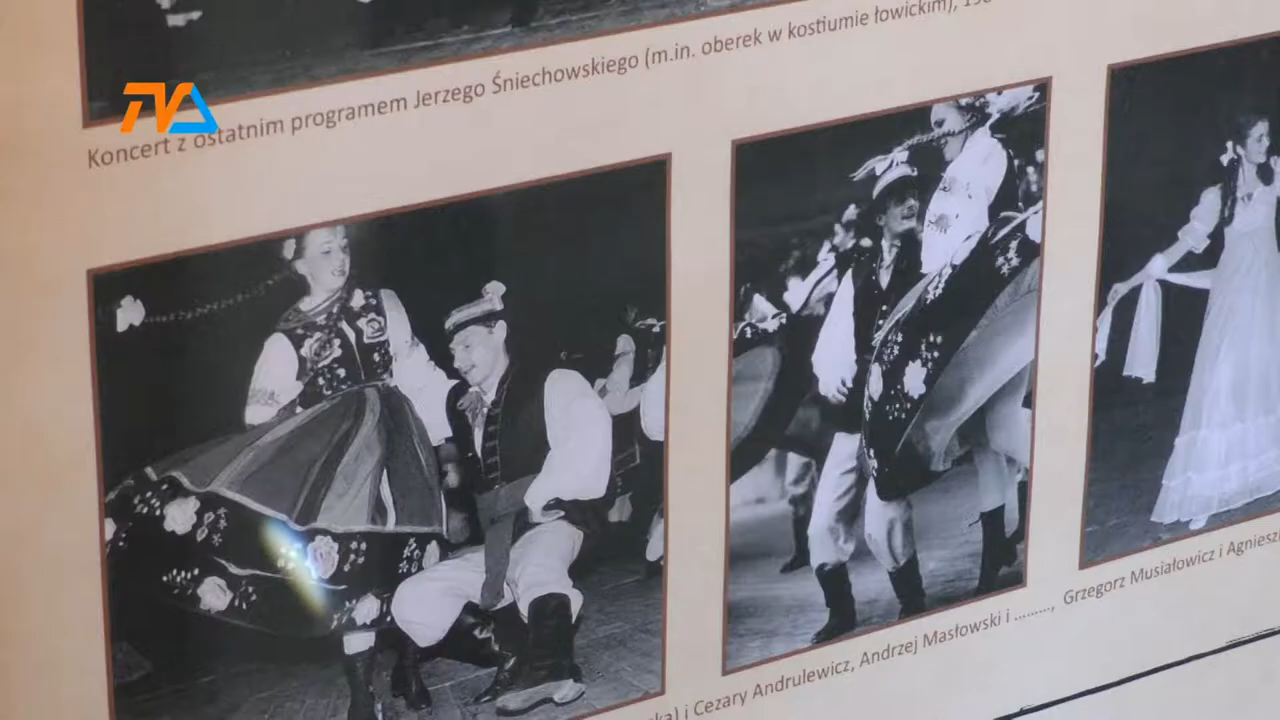 TVA
Koncert z ostatnim programem Jerzego Śniechowskiego (m.in. oberek w kostiumie łowickim),
i Cezary Andrulewicz, Andrzej Masłowski i ........., Grzegorz Musiałowicz i